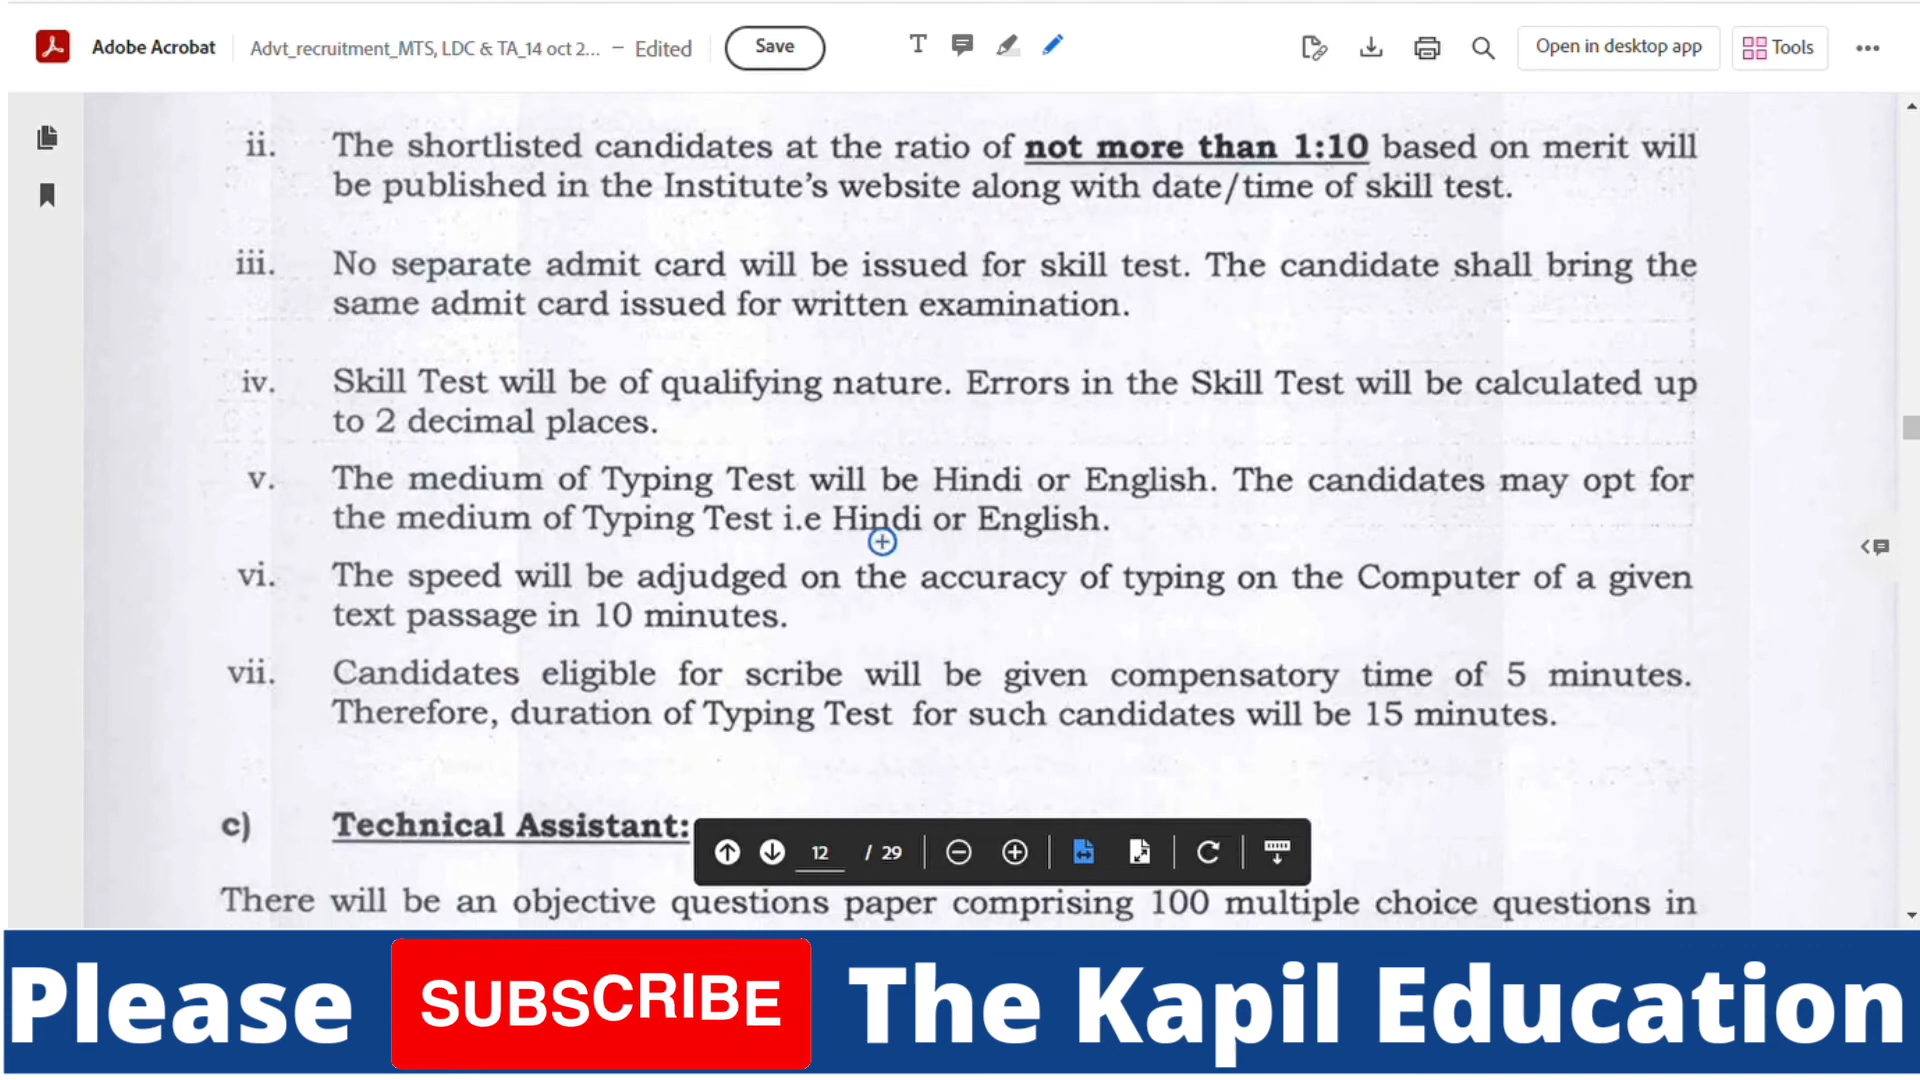 Adobe Acrobat
Advt_recruitment_MTS, LDC & TA_14 oct 2... − Edited
Save
Open in desktop app
Tools
ii. The shortlisted candidates at the ratio of not more than 1:10 based on merit will
be published in the Institute's website along with date/time of skill test.
iii. No separate admit card will be issued for skill test. The candidate shall bring the
same admit card issued for written examination.
iv. Skill Test will be of qualifying nature. Errors in the Skill Test will be calculated up
to 2 decimal places.
v. The medium of Typing Test will be Hindi or English. The candidates may opt for
the medium of Typing Test i.e Hindi or English.
vi. The speed will be adjudged on the accuracy of typing on the Computer of a given
text passage in 10 minutes.
vii. Candidates eligible for scribe will be given compensatory time of 5 minutes.
Therefore, duration of Typing Test for such candidates will be 15 minutes.
c) Technical Assistant:
12 / 29
There will be an objective questions paper comprising 100 multiple choice questions in
Please SUBSCRIBE The Kapil Education